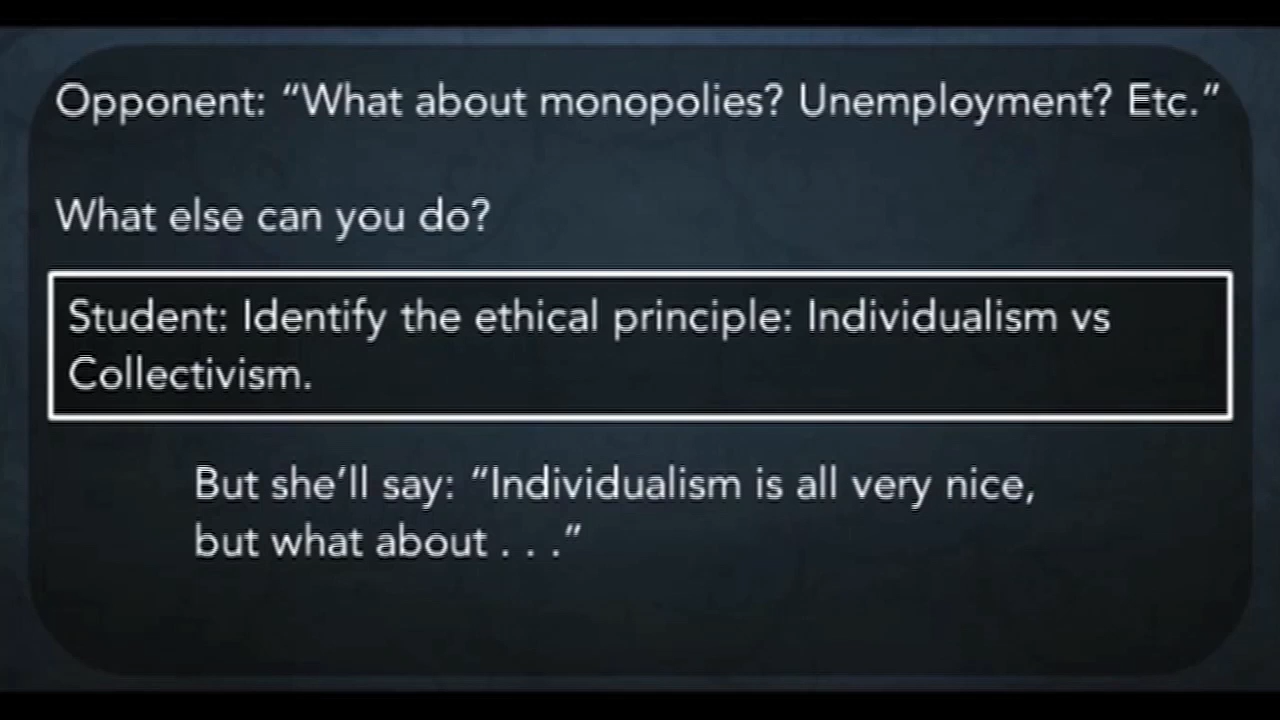 Opponent: “What about monopolies? Unemployment? Etc.”
What else can you do?
Student: Identify the ethical principle: Individualism vs
Collectivism.
But she’ll say: “Individualism is all very nice,
but what about . . .”